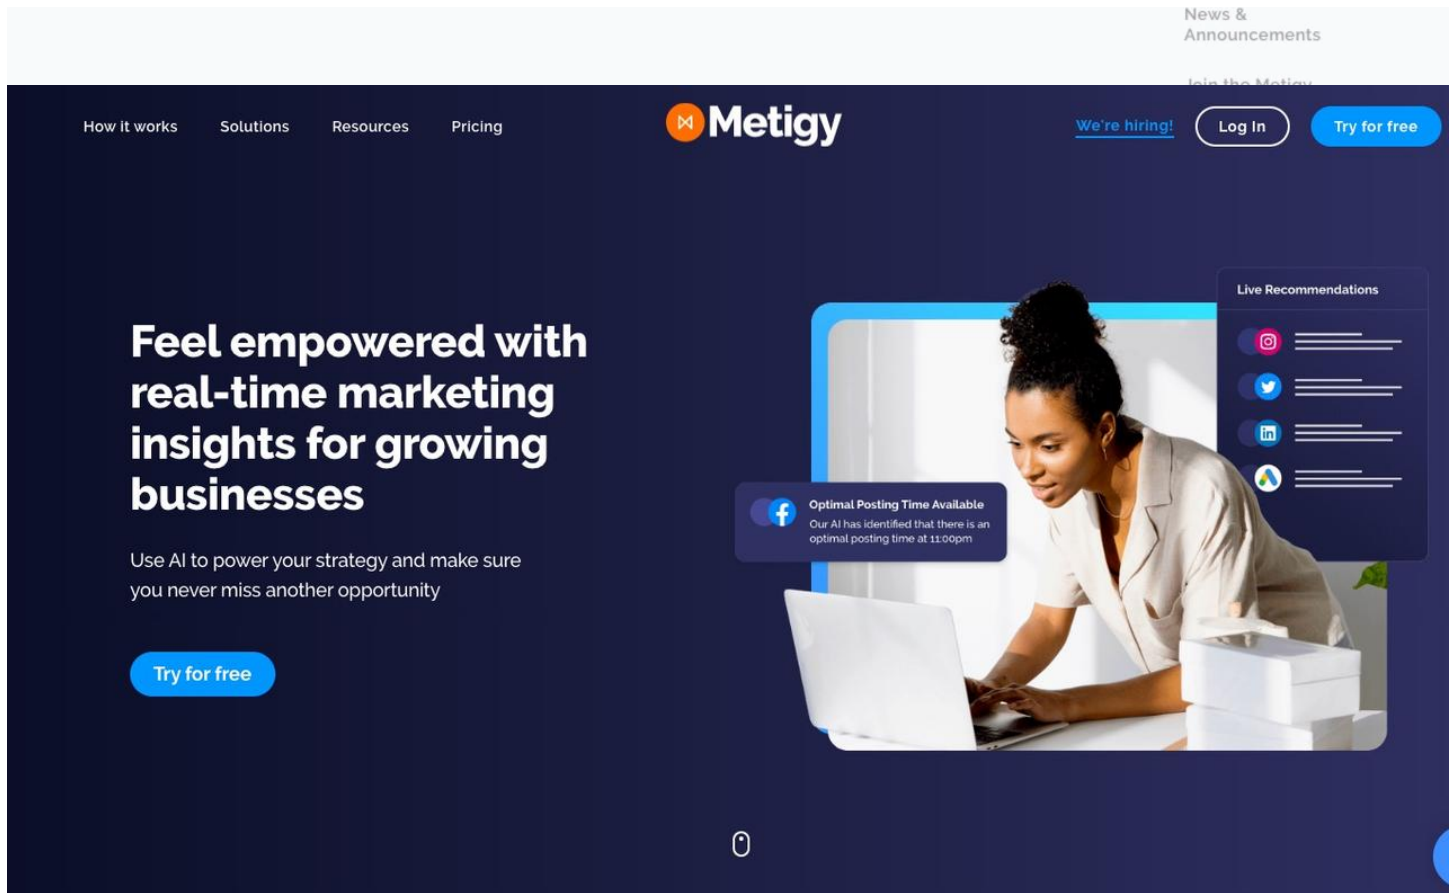 News &
Announcements
Join the Metigy
How it works
Solutions
Resources
Pricing
Metigy
We're hiring!
Log In
Try for free
Feel empowered with
real-time marketing
insights for growing
businesses
Use AI to power your strategy and make sure
you never miss another opportunity
Try for free
Live Recommendations
Optimal Posting Time Available
Our AI has identified that there is an
optimal posting time at 11:00pm